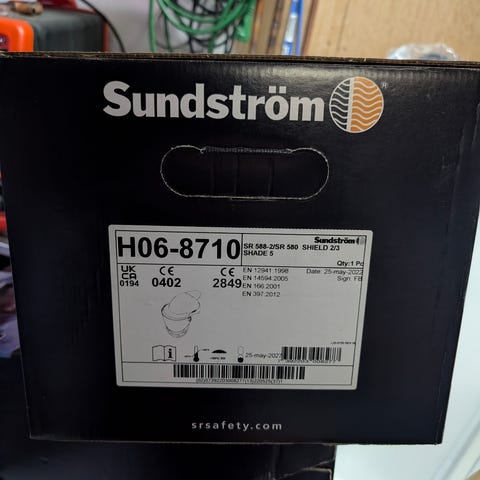 Sundström
H06-8710
Sundström
SR 588-2/SR 580 SHIELD 2/3
SHADE 5
Qty:1 Pc
UK
CA
0194
CE
0402
CE
2849
EN 12941:1998
EN 14594:2005
EN 166:2001
EN 397:2012
Date: 25-may-2022
Sign: FB
i
25-may-2027
srsafety.com